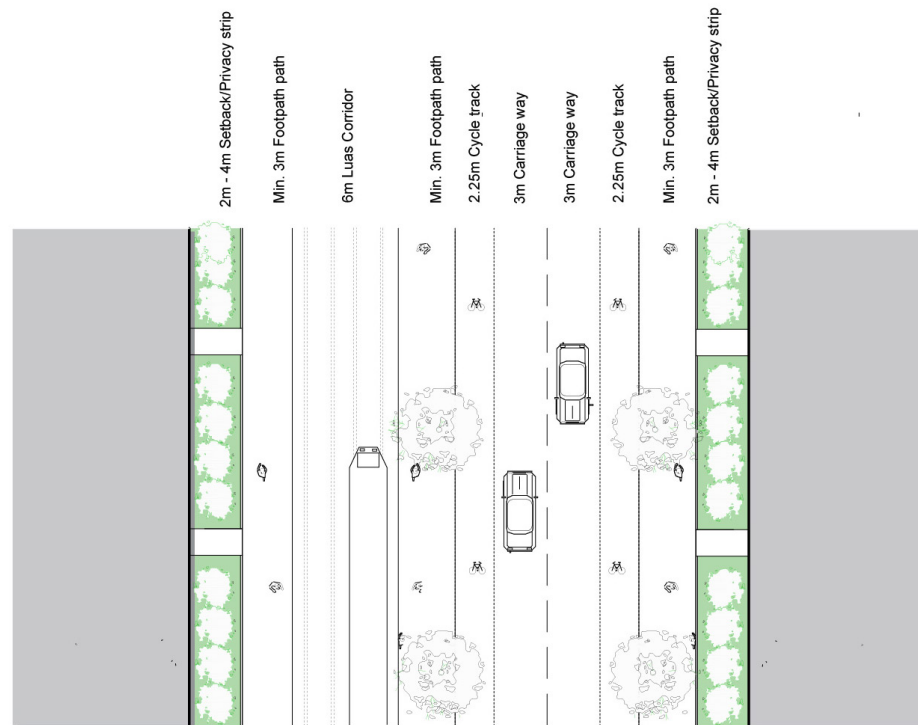 2m - 4m Setback/Privacy strip
Min. 3m Footpath path
6m Luas Corridor
Min. 3m Footpath path
2.25m Cycle track
3m Carriage way
3m Carriage way
2.25m Cycle track
Min. 3m Footpath path
2m - 4m Setback/Privacy strip